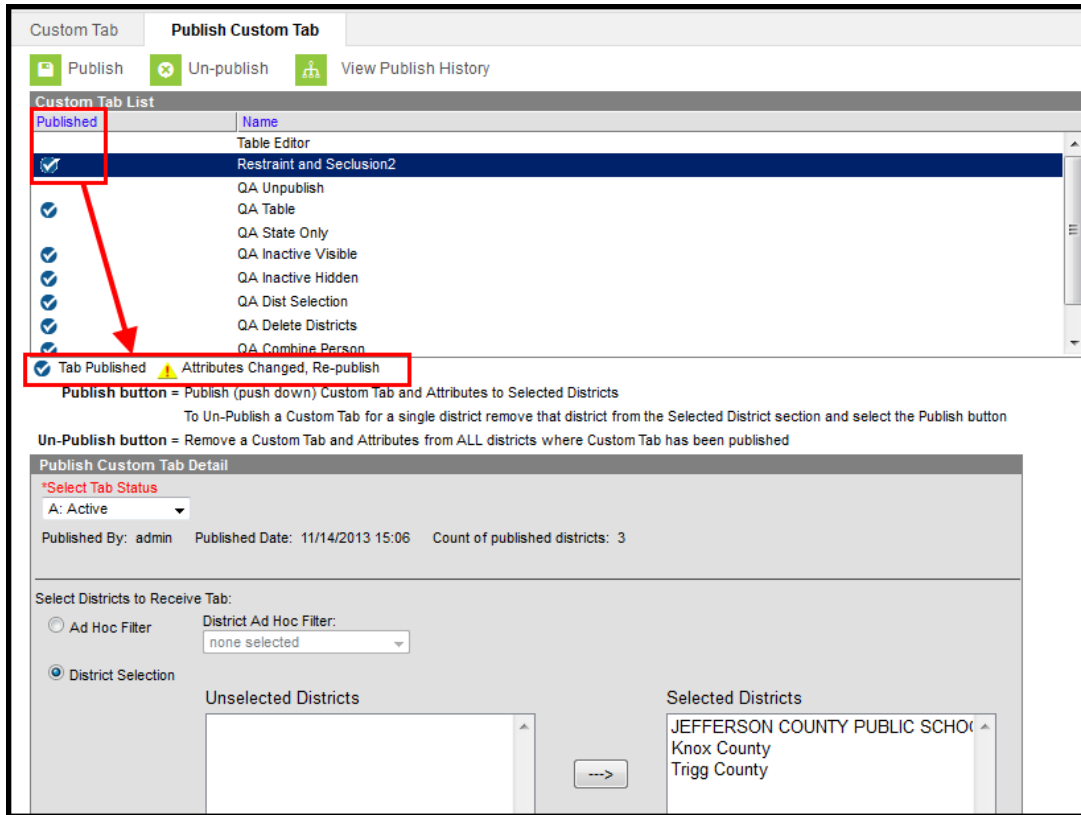 Custom Tab Publish Custom Tab
Publish Un-publish View Publish History
Custom Tab List
Published Name
Table Editor
Restraint and Seclusion2
QA Unpublish
QA Table
QA State Only
QA Inactive Visible
QA Inactive Hidden
QA Dist Selection
QA Delete Districts
QA Combine Person
Tab Published Attributes Changed, Re-publish
Publish button = Publish (push down) Custom Tab and Attributes to Selected Districts
To Un-Publish a Custom Tab for a single district remove that district from the Selected District section and select the Publish button
Un-Publish button = Remove a Custom Tab and Attributes from ALL districts where Custom Tab has been published
Publish Custom Tab Detail
*Select Tab Status
A: Active
Published By: admin Published Date: 11/14/2013 15:06 Count of published districts: 3
Select Districts to Receive Tab:
Ad Hoc Filter District Ad Hoc Filter:
none selected
District Selection
Unselected Districts Selected Districts
JEFFERSON COUNTY PUBLIC SCHOO
Knox County
--->
Trigg County